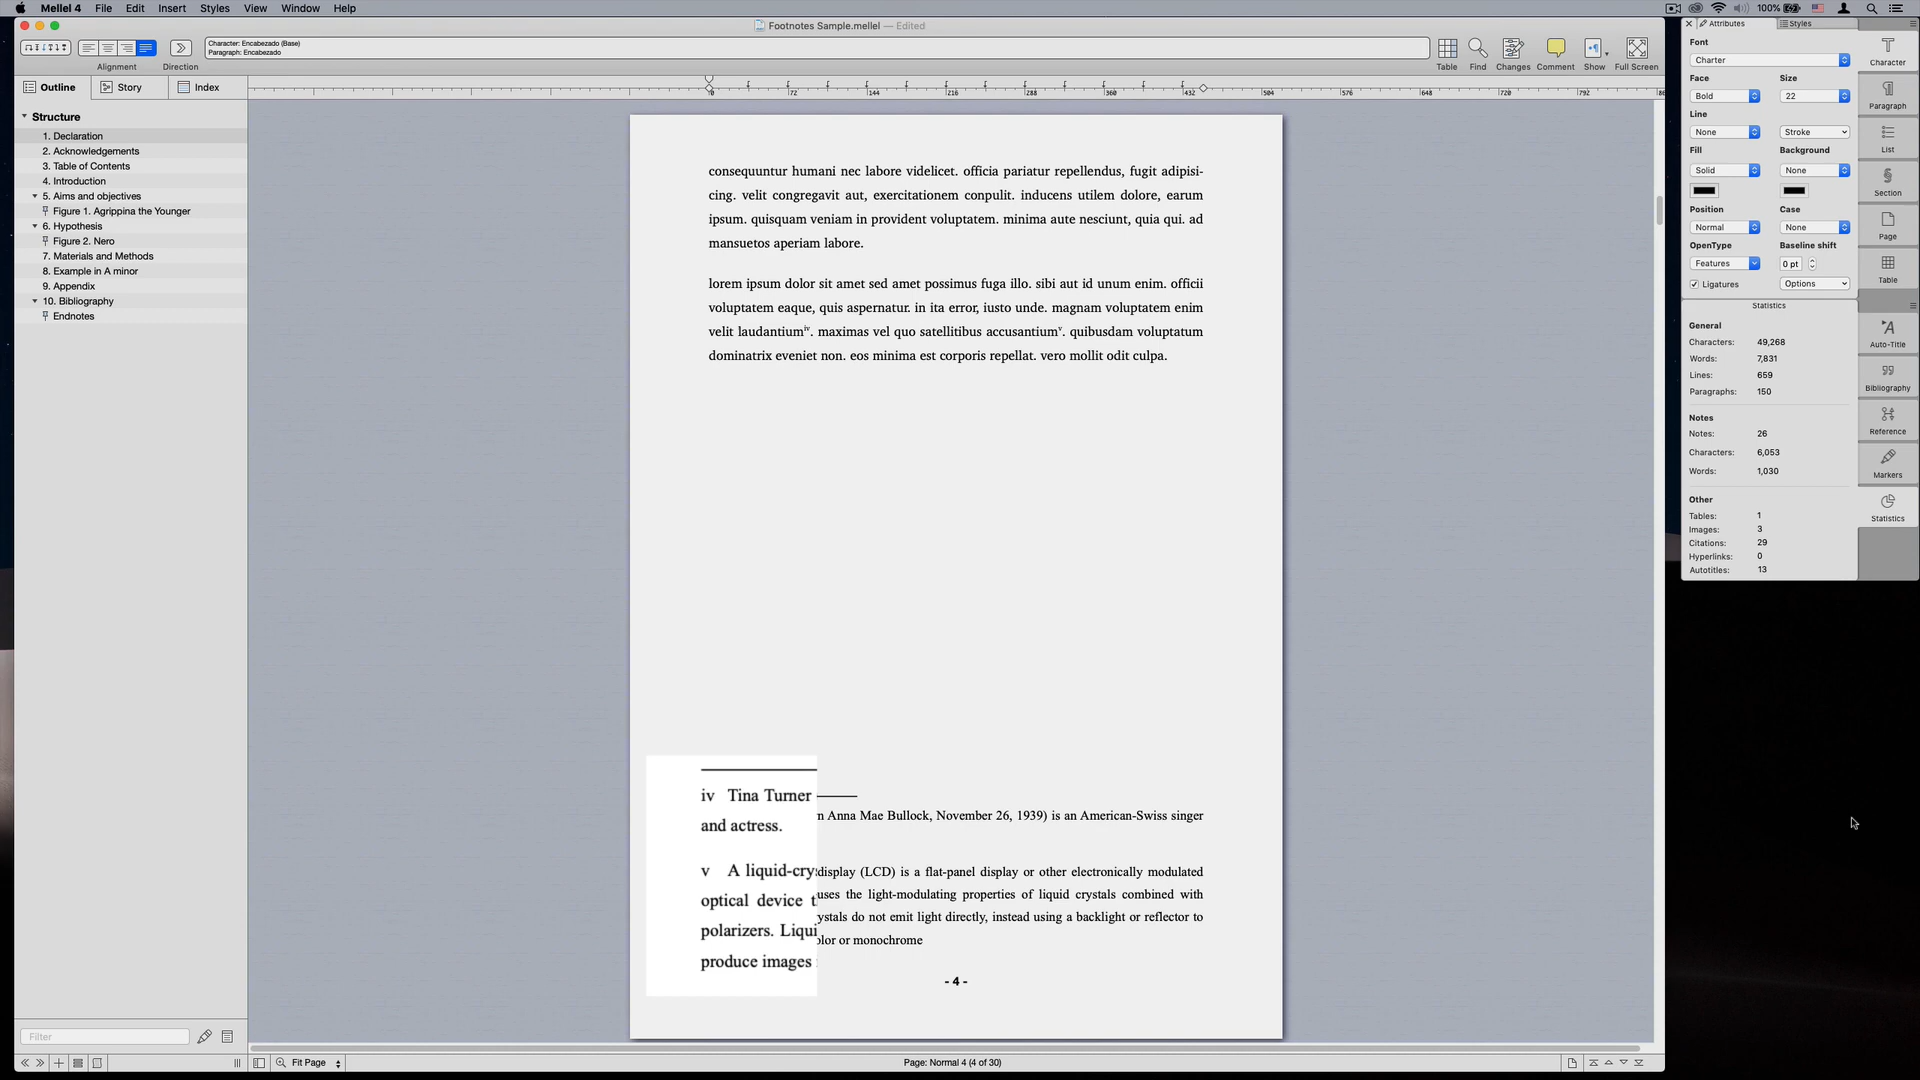 Mellel 4 File Edit Insert Styles View Window Help
100%
Footnotes Sample.mellel — Edited
Character: Encabezado (Base)
Paragraph: Encabezado
Alignment
Direction
Table
Find
Changes
Comment
Show
Full Screen
Outline
Story
Index
0 72 144 216 288 360 432 504 576 648 720 792
Structure
1. Declaration
2. Acknowledgements
3. Table of Contents
4. Introduction
5. Aims and objectives
Figure 1. Agrippina the Younger
6. Hypothesis
Figure 2. Nero
7. Materials and Methods
8. Example in A minor
9. Appendix
10. Bibliography
Endnotes
Filter
consequuntur humani nec labore videlicet. officia pariatur repellendus, fugit adipisi-
cing. velit congregavit aut, exercitationem conpulit. inducens utilem dolore, earum
ipsum. quisquam veniam in provident voluptatem. minima aute nesciunt, quia qui. ad
mansuetos aperiam labore.
lorem ipsum dolor sit amet sed amet possimus fuga illo. sibi aut id unum enim. officii
voluptatem eaque, quis aspernatur. in ita error, iusto unde. magnam voluptatem enim
velit laudantiumiv. maximas vel quo satellitibus accusantiumv. quibusdam voluptatum
dominatrix eveniet non. eos minima est corporis repellat. vero mollit odit culpa.
iv Tina Turner
n Anna Mae Bullock, November 26, 1939) is an American-Swiss singer
and actress.
v A liquid-cry
display (LCD) is a flat-panel display or other electronically modulated
optical device t
uses the light-modulating properties of liquid crystals combined with
polarizers. Liqui
ystals do not emit light directly, instead using a backlight or reflector to
olor or monochrome
produce images
- 4 -
Fit Page
Page: Normal 4 (4 of 30)
Attributes
Styles
Font
Charter
Face
Size
Bold
22
Line
None
Stroke
Fill
Background
Solid
None
Position
Case
Normal
None
OpenType
Baseline shift
Features
0 pt
Ligatures
Options
Statistics
General
Characters: 49,268
Words: 7,831
Lines: 659
Paragraphs: 150
Notes
Notes: 26
Characters: 6,053
Words: 1,030
Other
Tables: 1
Images: 3
Citations: 29
Hyperlinks: 0
Autotitles: 13
Character
Paragraph
List
Section
Page
Table
Auto-Title
Bibliography
Reference
Markers
Statistics